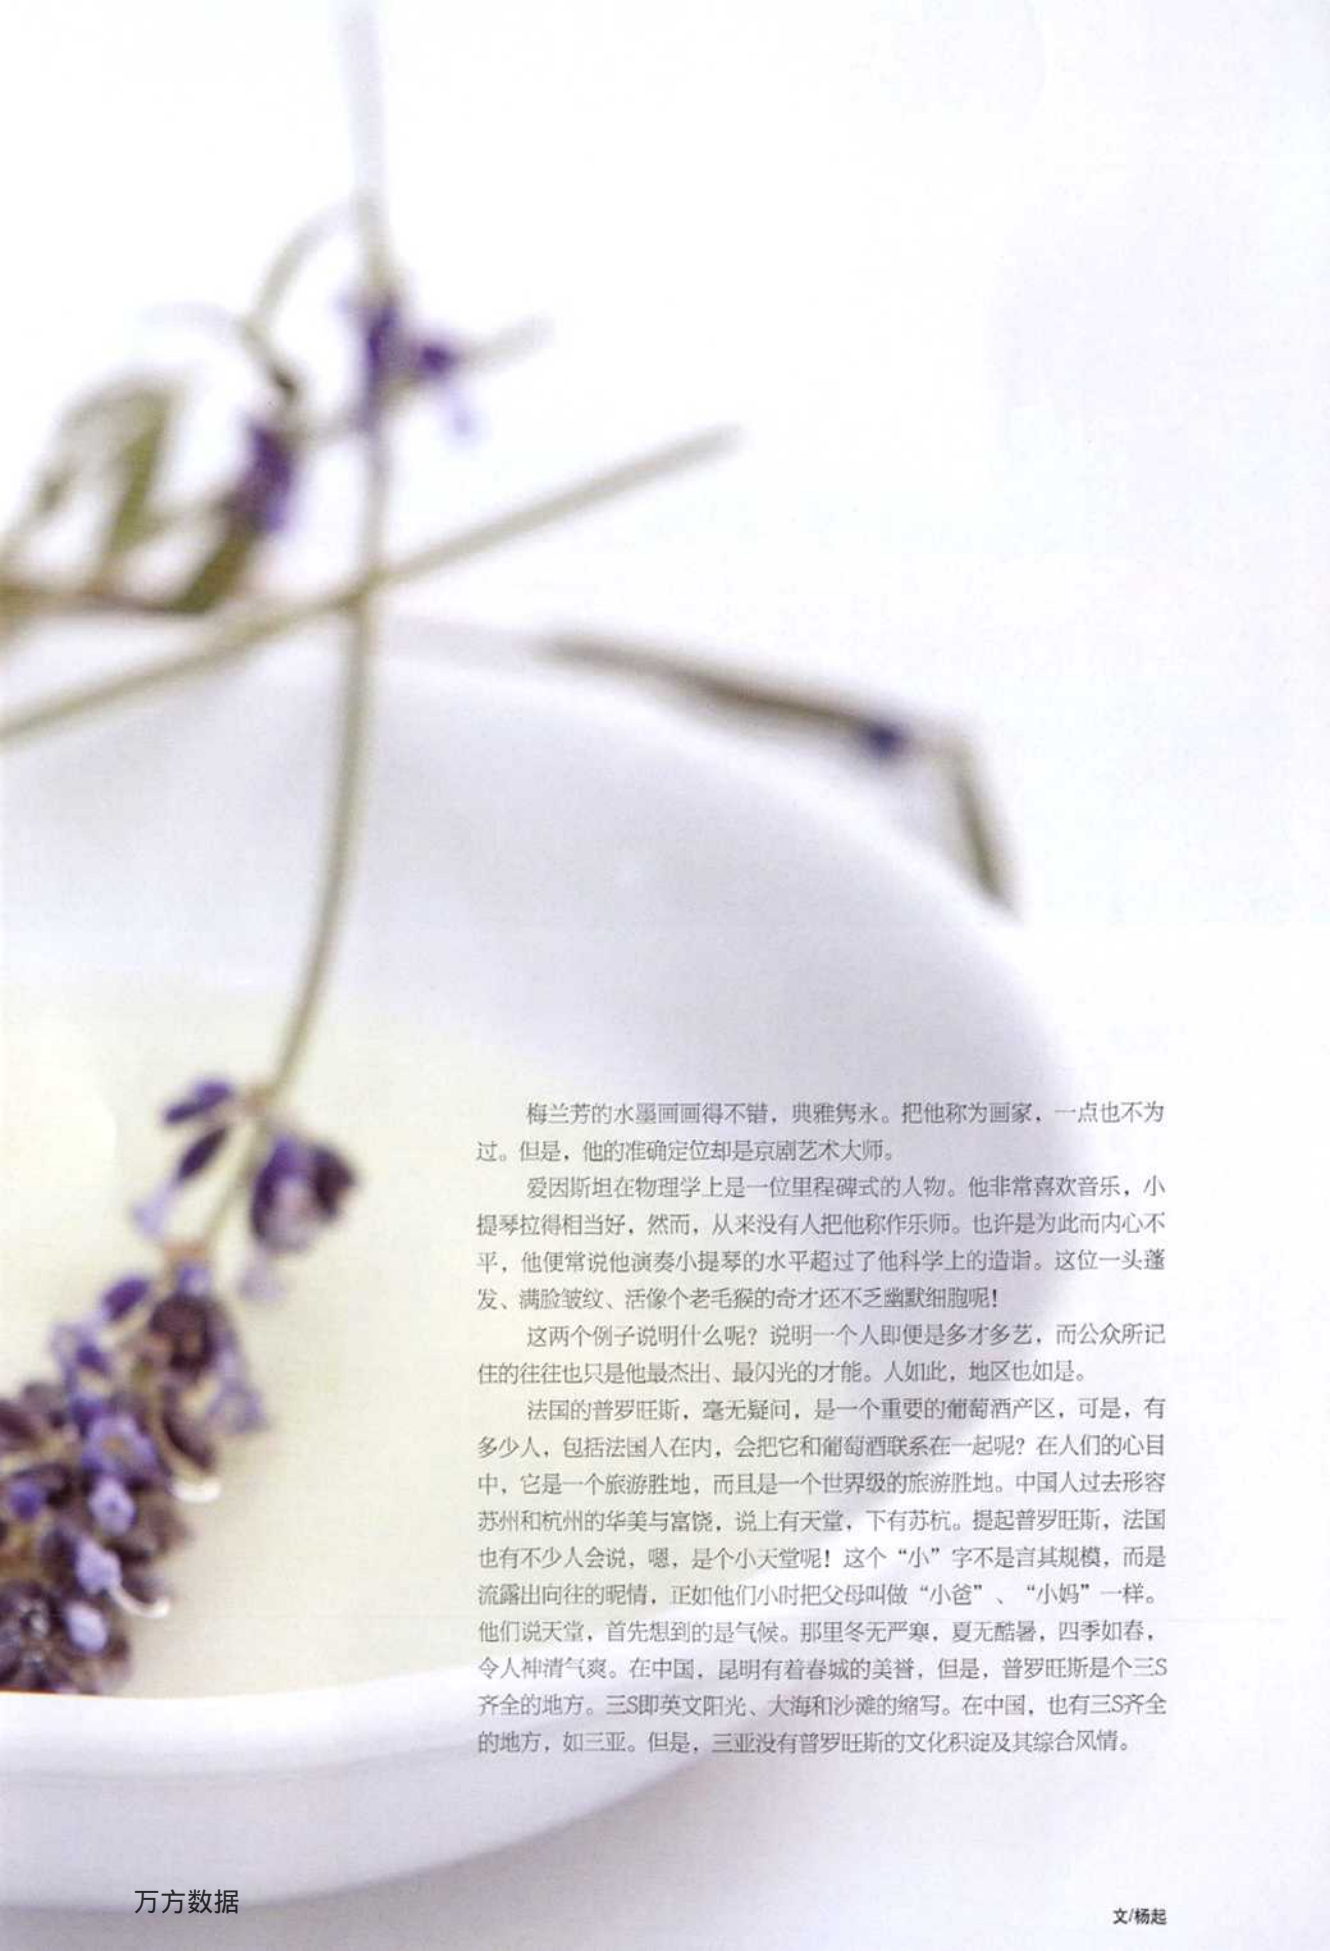 梅兰芳的水墨画画得不错，典雅隽永。把他称为画家，一点也不为
过。但是，他的准确定位却是京剧艺术大师。
爱因斯坦在物理学上是一位里程碑式的人物。他非常喜欢音乐，小
提琴拉得相当好，然而，从来没有人把他称作乐师。也许是为此而内心不
平，他便常说他演奏小提琴的水平超过了他科学上的造诣。这位一头蓬
发、满脸皱纹、活像个老毛猴的奇才还不乏幽默细胞呢！
这两个例子说明什么呢？说明一个人即便是多才多艺，而公众所记
住的往往也只是他最杰出、最闪光的才能。人如此，地区也如是。
法国的普罗旺斯，毫无疑问，是一个重要的葡萄酒产区，可是，有
多少人，包括法国人在内，会把它和葡萄酒联系在一起呢？在人们的心目
中，它是一个旅游胜地，而且是一个世界级的旅游胜地。中国人过去形容
苏州和杭州的华美与富饶，说上有天堂，下有苏杭。提起普罗旺斯，法国
也有不少人会说，嗯，是个小天堂呢！这个“小”字不是言其规模，而是
流露出向往的昵情，正如他们小时把父母叫做“小爸”、“小妈”一样。
他们说天堂，首先想到的是气候。那里冬无严寒，夏无酷暑，四季如春，
令人神清气爽。在中国，昆明有着春城的美誉，但是，普罗旺斯是个三S
齐全的地方。三S即英文阳光、大海和沙滩的缩写。在中国，也有三S齐全
的地方，如三亚。但是，三亚没有普罗旺斯的文化积淀及其综合风情。
万方数据
文/杨起